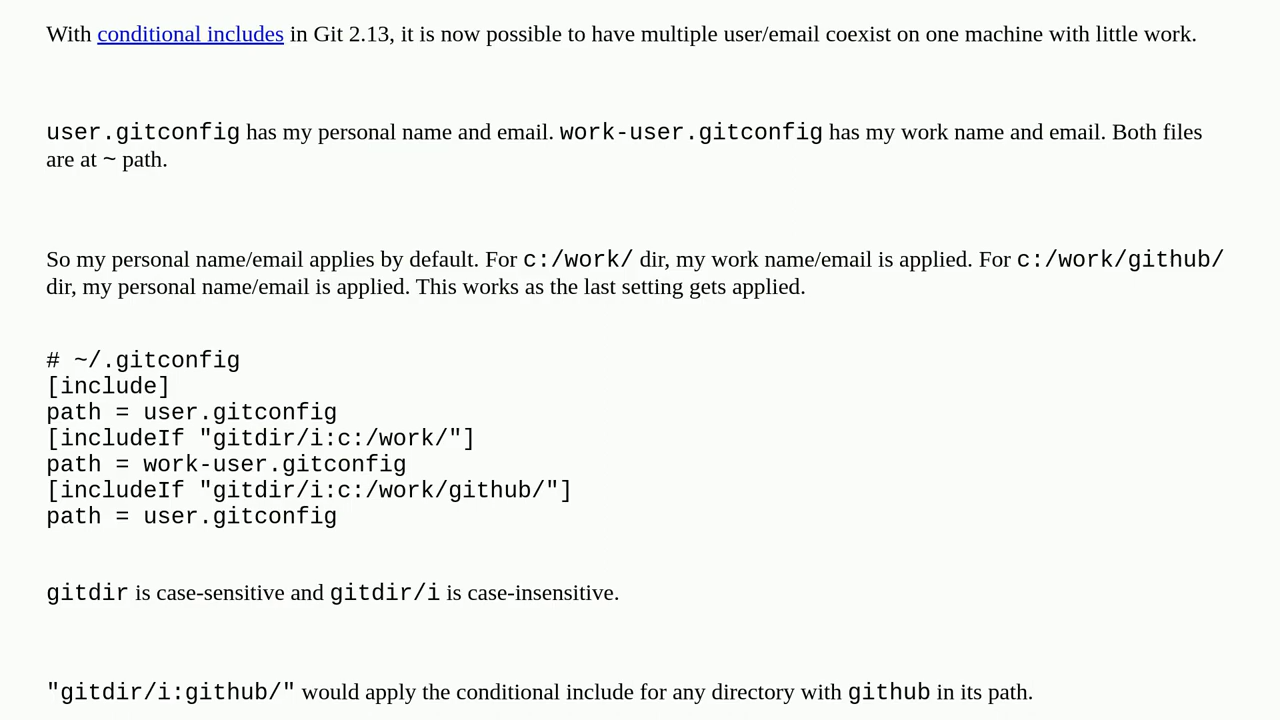 With conditional includes in Git 2.13, it is now possible to have multiple user/email coexist on one machine with little work.
user.gitconfig has my personal name and email. work-user.gitconfig has my work name and email. Both files
are at ~ path.
So my personal name/email applies by default. For c:/work/ dir, my work name/email is applied. For c:/work/github/
dir, my personal name/email is applied. This works as the last setting gets applied.
# ~/.gitconfig
[include]
path = user.gitconfig
[includeIf "gitdir/i:c:/work/"]
path = work-user.gitconfig
[includeIf "gitdir/i:c:/work/github/"]
path = user.gitconfig
gitdir is case-sensitive and gitdir/i is case-insensitive.
"gitdir/i:github/" would apply the conditional include for any directory with github in its path.